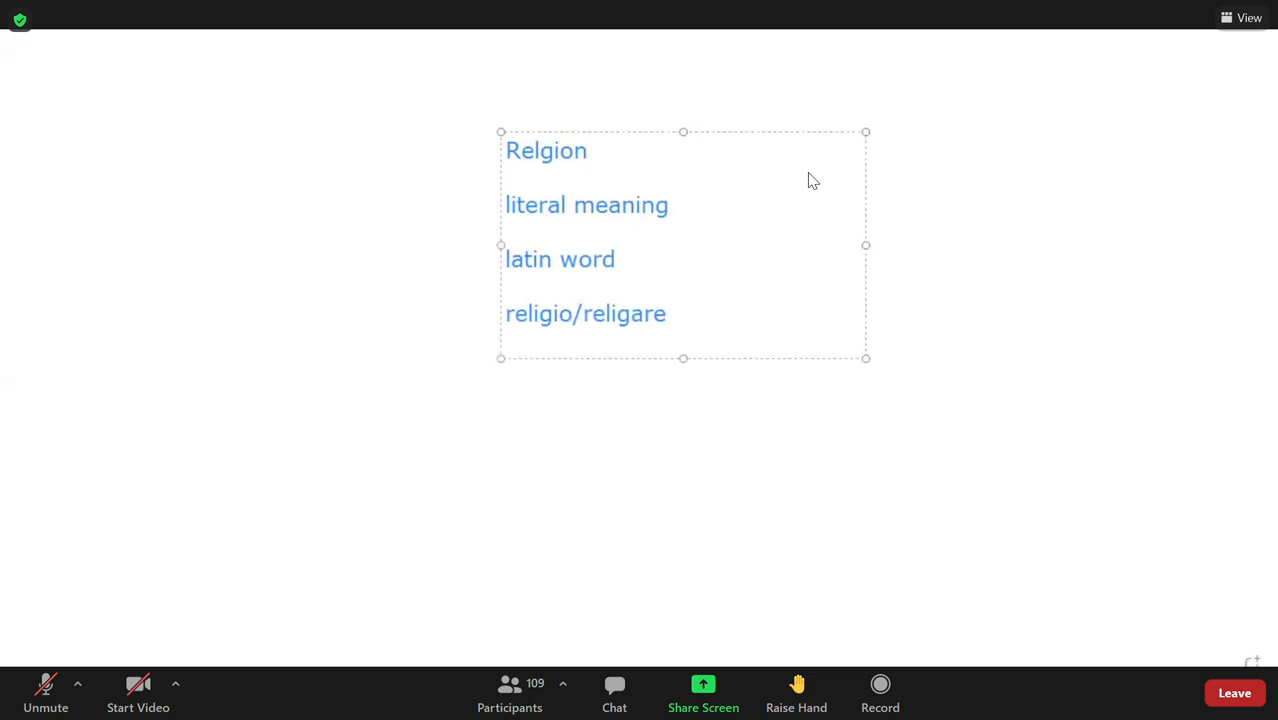 View
Relgion
literal meaning
latin word
religio/religare
Unmute
Start Video
109
Participants
Chat
Share Screen
Raise Hand
Record
Leave